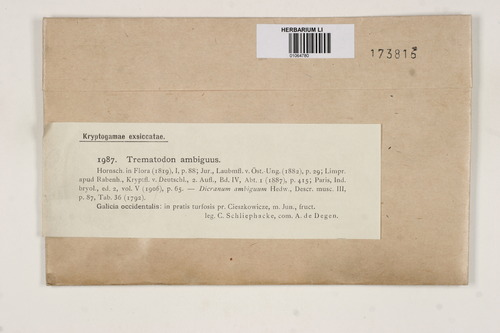 HERBARIUM LI
01064780
173815
Kryptogamae exsiccatae.
1987. Trematodon ambiguus.
Hornsch. in Flora (1819), I, p. 88; Jur., Laubmfl. v. Öst.-Ung. (1882), p. 29; Limpr.
apud Rabenh., Kryptfl. v. Deutschl., 2. Aufl., Bd. IV, Abt. 1 (1887), p. 415; Paris, Ind.
bryol., ed. 2, vol. V (1906), p. 65. — Dicranum ambiguum Hedw., Descr. musc. III,
p. 87, Tab. 36 (1792).
Galicia occidentalis: in pratis turfosis pr. Cieszkowicze, m. Jun., fruct.
leg. C. Schliephacke, com. A. de Degen.